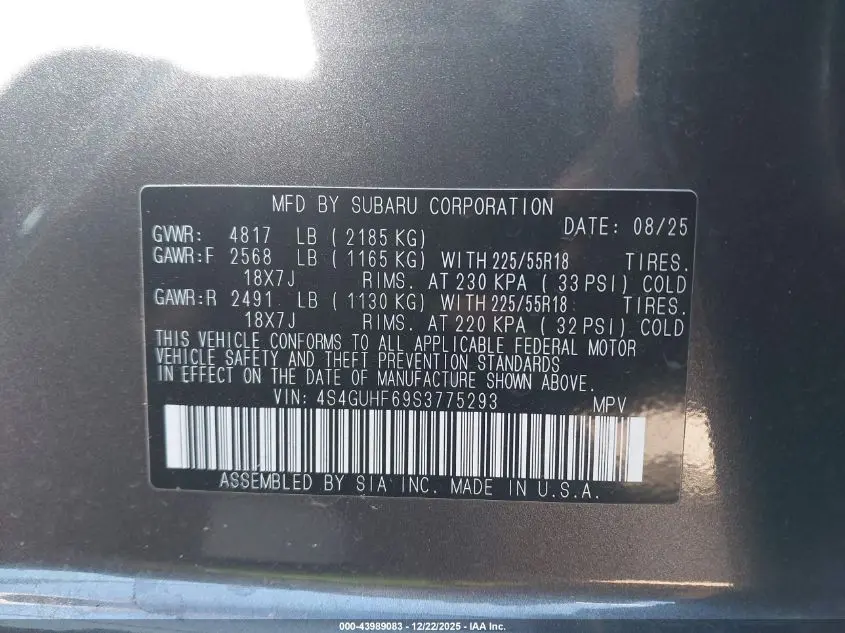 MFD BY SUBARU CORPORATION
DATE: 08/25
GVWR: 4817 LB ( 2185 KG)
GAWR:F 2568 LB ( 1165 KG) WITH 225/55R18 TIRES.
18X7J RIMS. AT 230 KPA ( 33 PSI) COLD
GAWR:R 2491 LB ( 1130 KG) WITH 225/55R18 TIRES.
18X7J RIMS. AT 220 KPA ( 32 PSI) COLD
THIS VEHICLE CONFORMS TO ALL APPLICABLE FEDERAL MOTOR
VEHICLE SAFETY AND THEFT PREVENTION STANDARDS
IN EFFECT ON THE DATE OF MANUFACTURE SHOWN ABOVE.
VIN: 4S4GUHF69S3775293 MPV
ASSEMBLED BY SIA INC. MADE IN U.S.A.
000-43989083 - 12/22/2025 - IAA Inc.